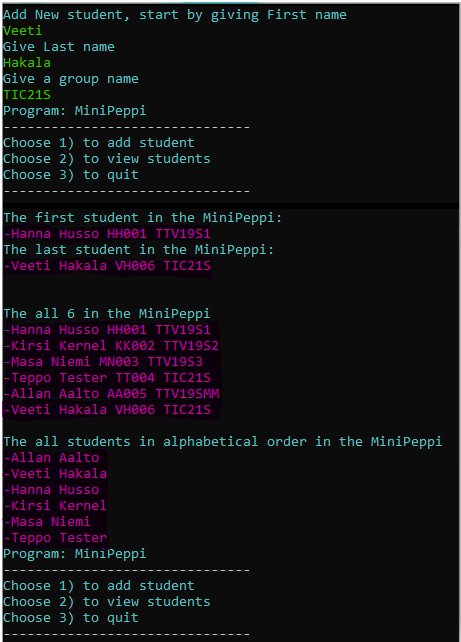 Add New student, start by giving First name
Veeti
Give Last name
Hakala
Give a group name
TIC21S
Program: MiniPeppi
-------------------------------
Choose 1) to add student
Choose 2) to view students
Choose 3) to quit
-------------------------------
The first student in the MiniPeppi:
-Hanna Husso HH001 TTV19S1
The last student in the MiniPeppi:
-Veeti Hakala VH006 TIC21S
The all 6 in the MiniPeppi
-Hanna Husso HH001 TTV19S1
-Kirsi Kernel KK002 TTV19S2
-Masa Niemi MN003 TTV19S3
-Teppo Tester TT004 TIC21S
-Allan Aalto AA005 TTV19SMM
-Veeti Hakala VH006 TIC21S
The all students in alphabetical order in the MiniPeppi
-Allan Aalto
-Veeti Hakala
-Hanna Husso
-Kirsi Kernel
-Masa Niemi
-Teppo Tester
Program: MiniPeppi
-------------------------------
Choose 1) to add student
Choose 2) to view students
Choose 3) to quit
-------------------------------